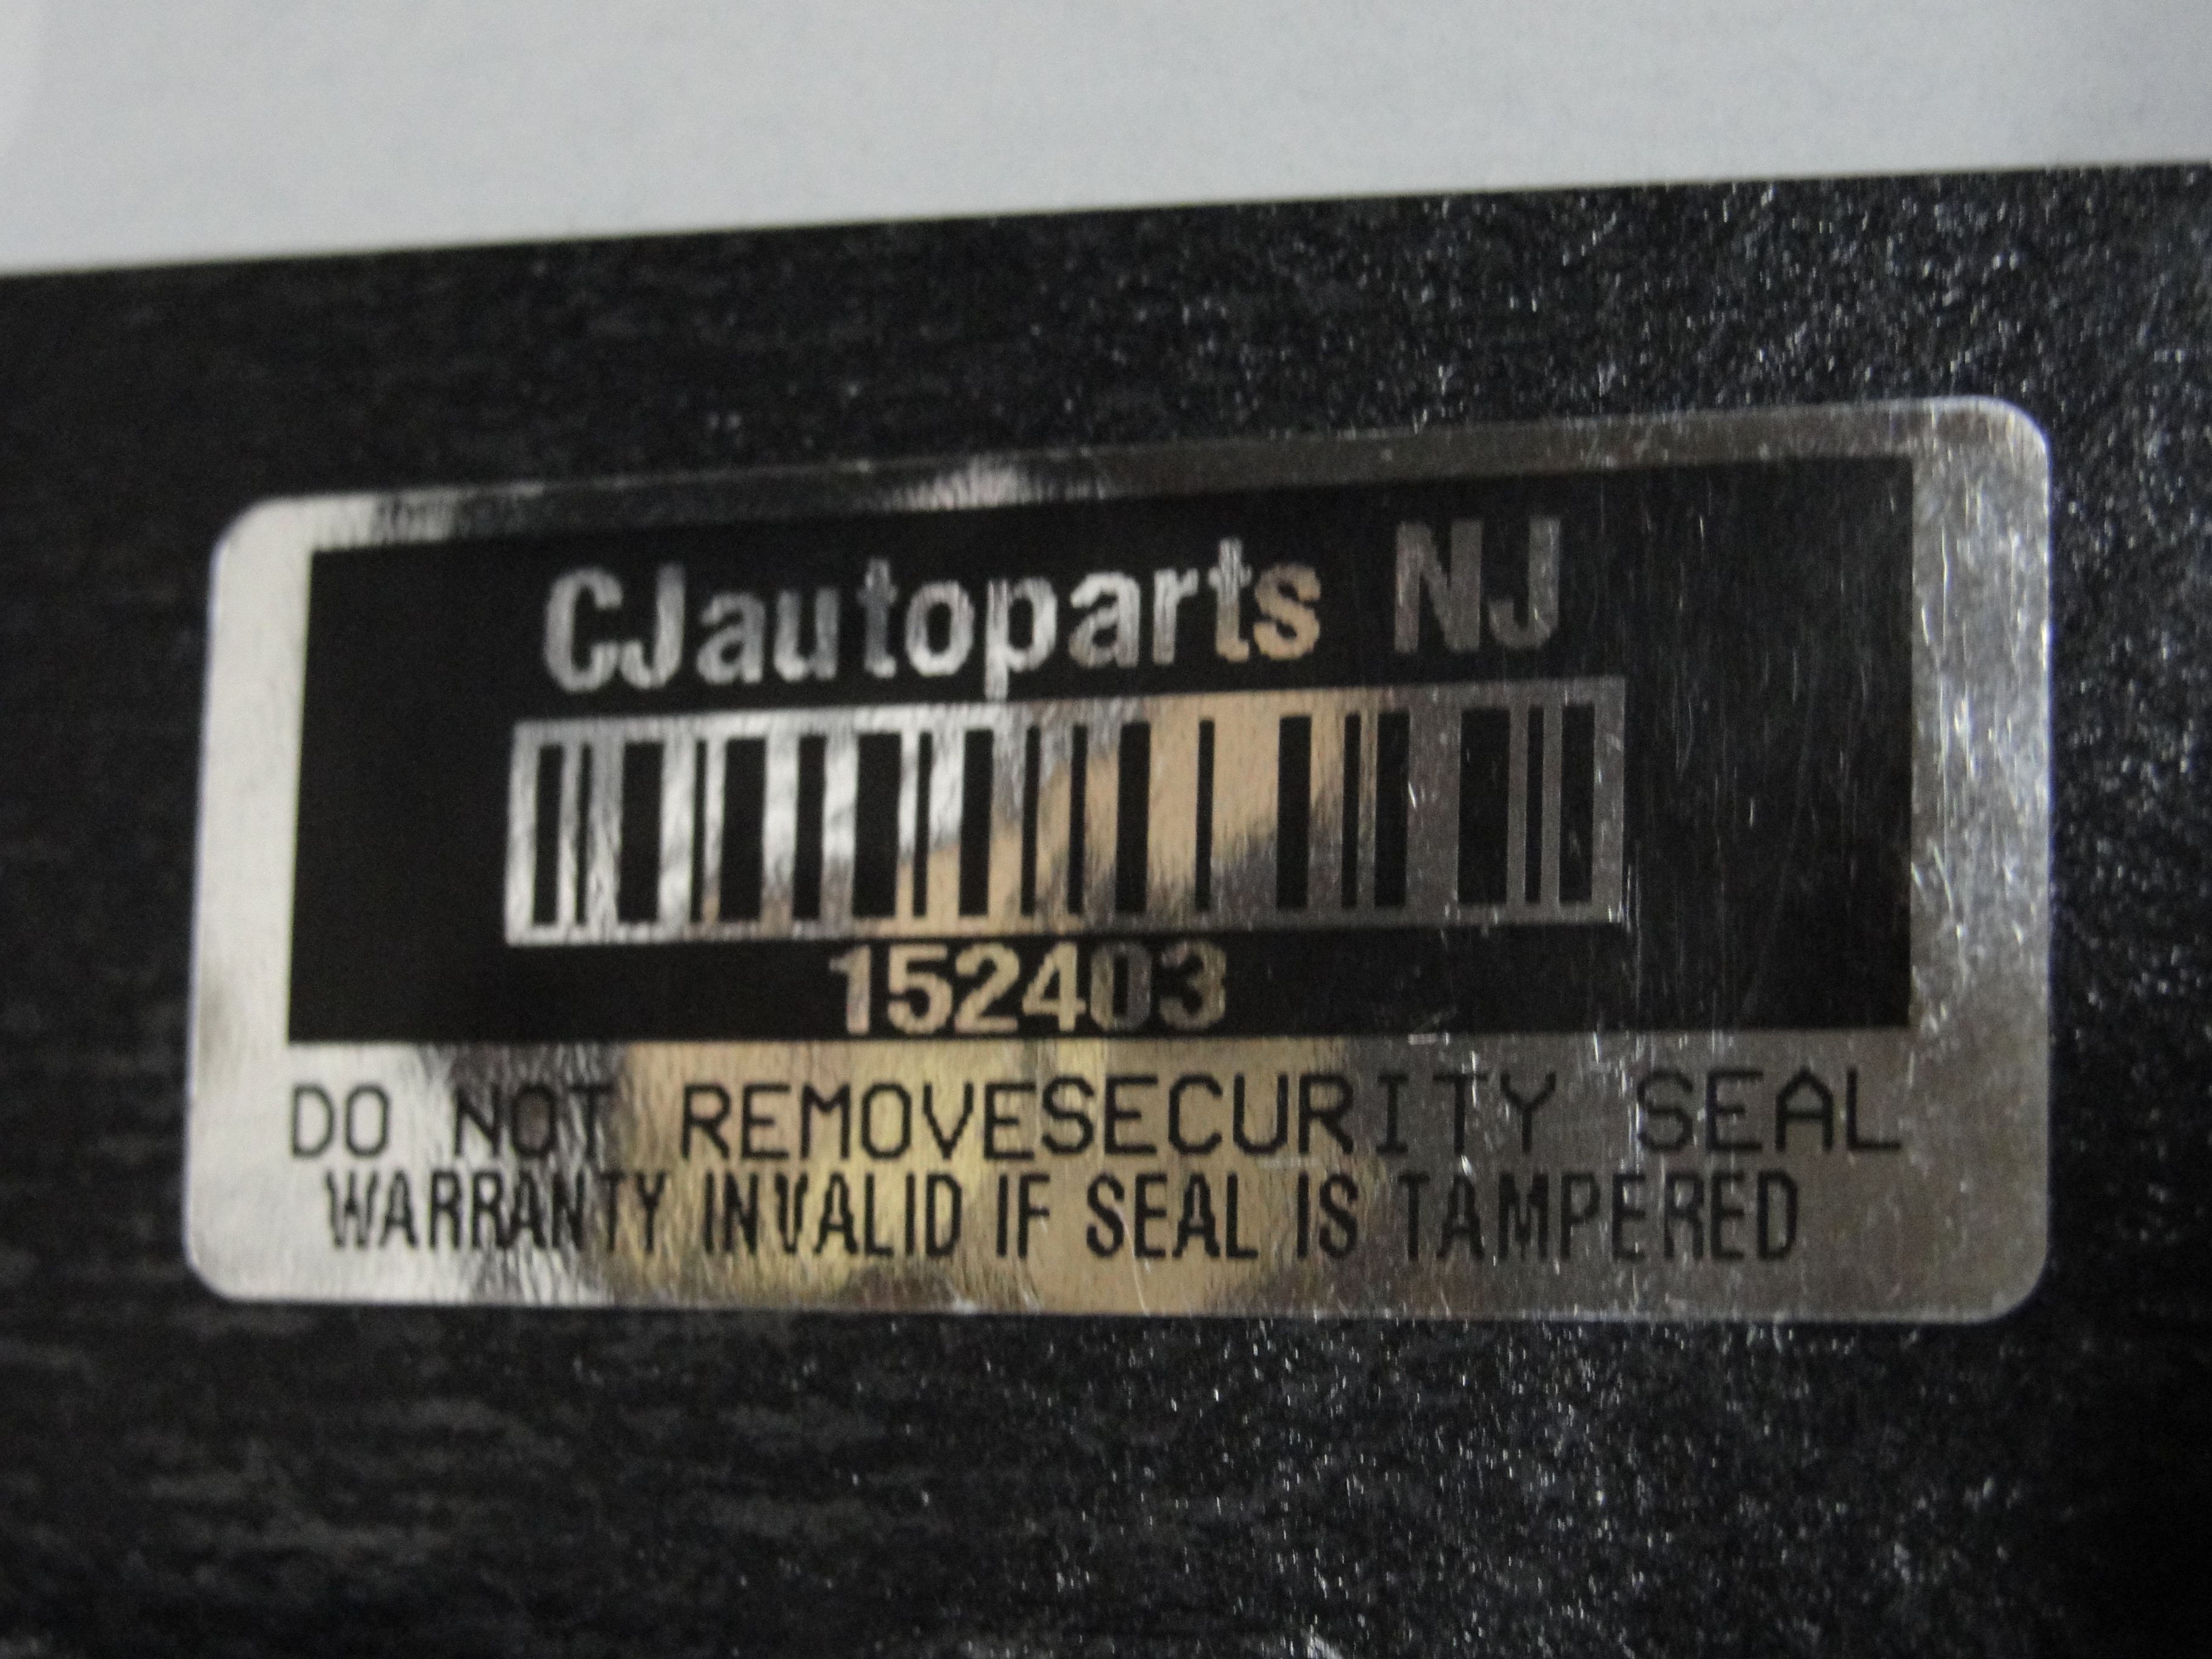 CJautoparts NJ
152403
DO NOT REMOVESECURITY SEAL
WARRANTY INVALID IF SEAL IS TAMPERED